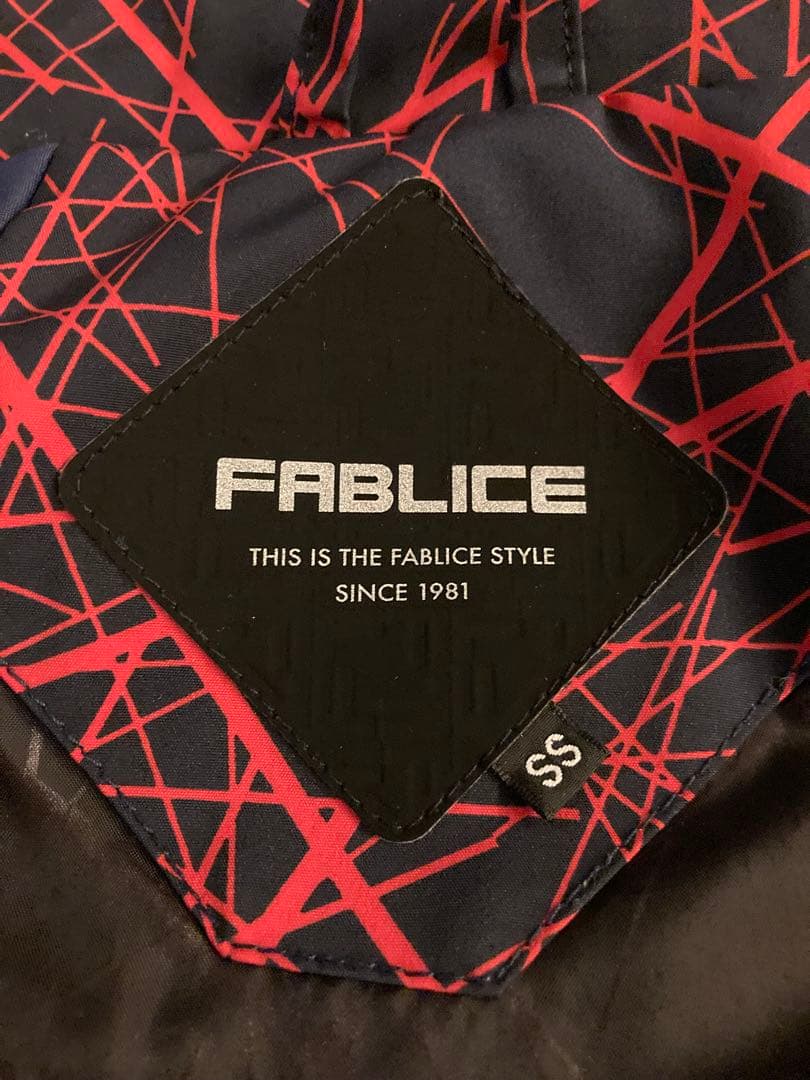 FABLICE
THIS IS THE FABLICE STYLE
SINCE 1981
SS